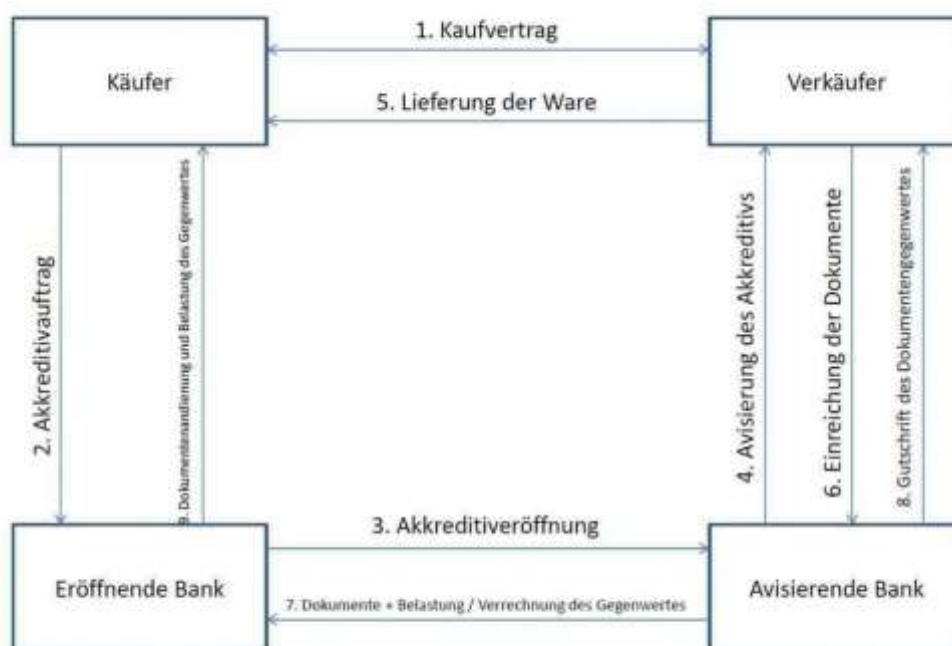 1. Kaufvertrag
Käufer
Verkäufer
5. Lieferung der Ware
2. Akkreditivauftrag
9. Dokumentenandienung und Belastung des Gegenwertes
4. Avisierung des Akkreditivs
6. Einreichung der Dokumente
8. Gutschrift des Dokumentengegenwertes
3. Akkreditiveröffnung
Eröffnende Bank
7. Dokumente + Belastung / Verrechnung des Gegenwertes
Avisierende Bank